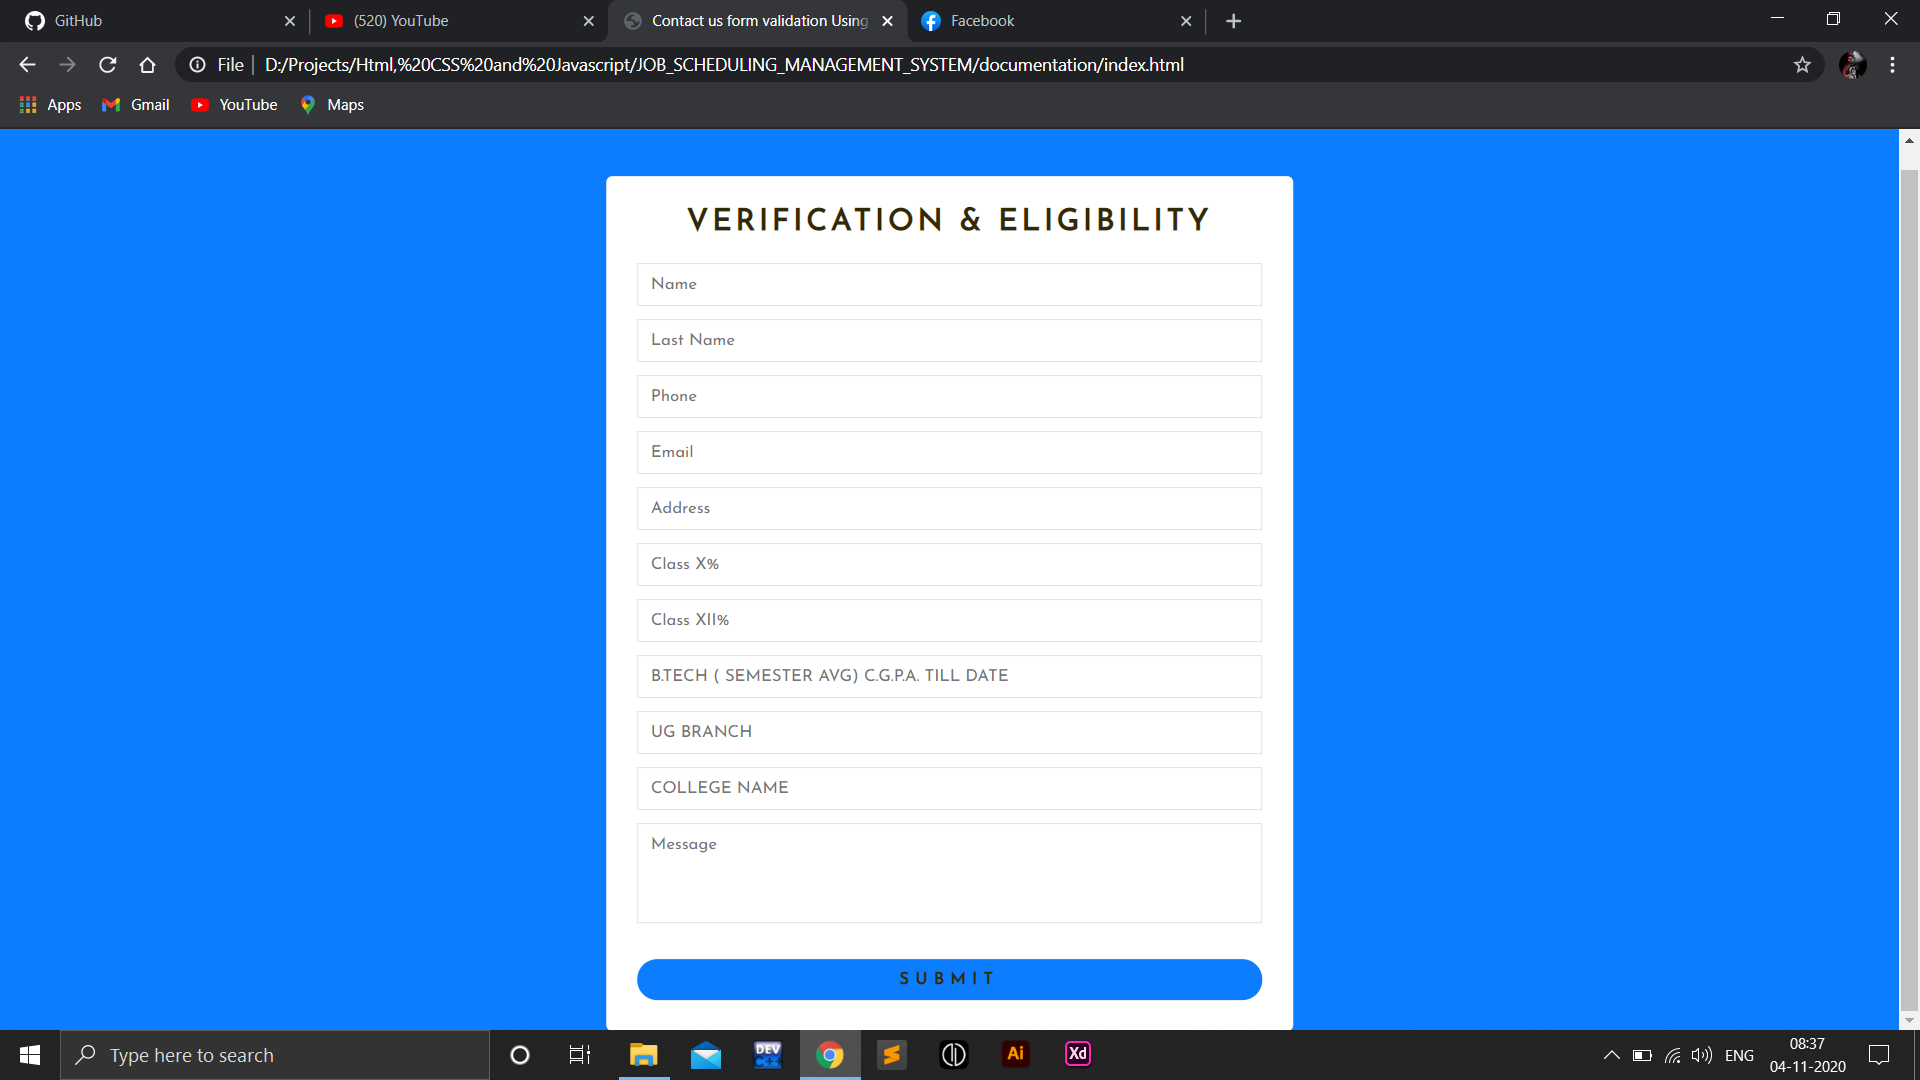 GitHub
(520) YouTube
Contact us form validation Using
Facebook
File
D:/Projects/Html,%20CSS%20and%20Javascript/JOB_SCHEDULING_MANAGEMENT_SYSTEM/documentation/index.html
Apps
Gmail
YouTube
Maps
VERIFICATION & ELIGIBILITY
Name
Last Name
Phone
Email
Address
Class X%
Class XII%
B.TECH ( SEMESTER AVG) C.G.P.A. TILL DATE
UG BRANCH
COLLEGE NAME
Message
SUBMIT
Type here to search
DEV
C++
Ai
Xd
ENG
08:37
04-11-2020